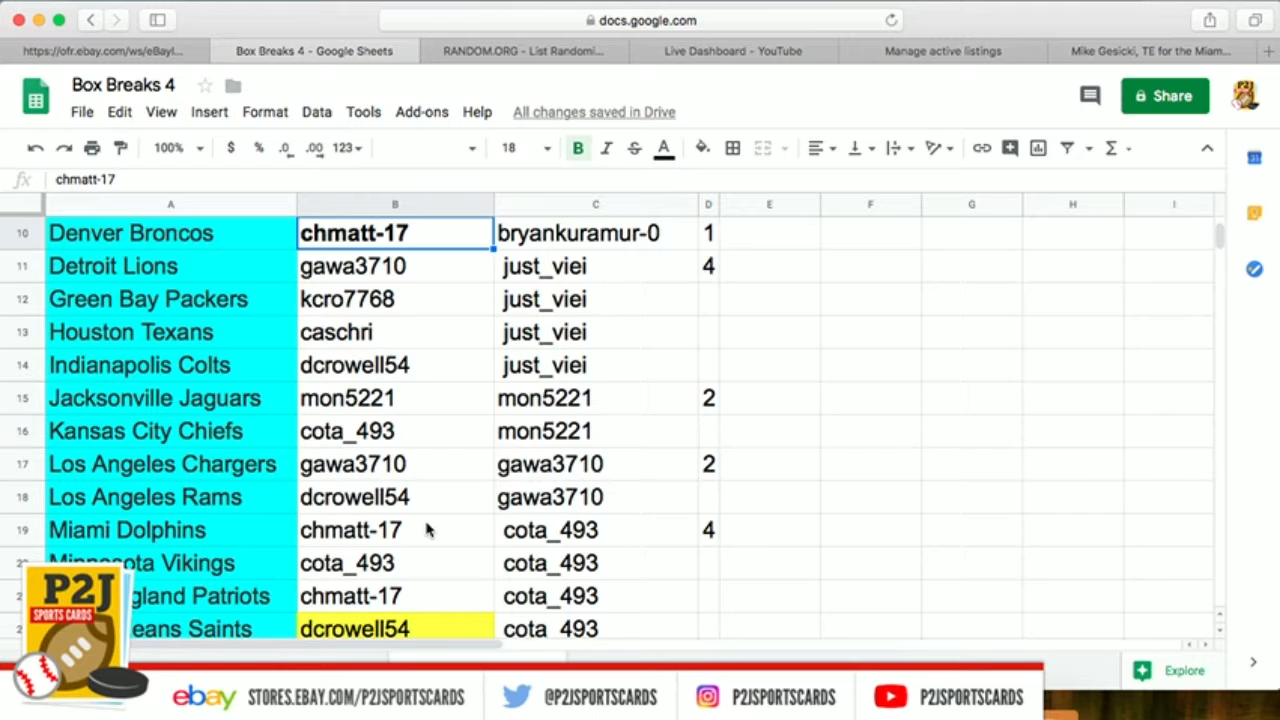 docs.google.com
https://ofr.ebay.com/ws/eBayI...
Box Breaks 4 - Google Sheets
RANDOM.ORG - List Randomi...
Live Dashboard - YouTube
Manage active listings
Mike Gesicki, TE for the Miam...
Box Breaks 4
Share
File Edit View Insert Format Data Tools Add-ons Help All changes saved in Drive
100% $ % .0 .00 123 18 B I S A
fx chmatt-17
A B C D E F G H I
10 Denver Broncos chmatt-17 bryankuramur-0 1
11 Detroit Lions gawa3710 just_viei 4
12 Green Bay Packers kcro7768 just_viei
13 Houston Texans caschri just_viei
14 Indianapolis Colts dcrowell54 just_viei
15 Jacksonville Jaguars mon5221 mon5221 2
16 Kansas City Chiefs cota_493 mon5221
17 Los Angeles Chargers gawa3710 gawa3710 2
18 Los Angeles Rams dcrowell54 gawa3710
19 Miami Dolphins chmatt-17 cota_493 4
Minnesota Vikings cota_493 cota_493
gland Patriots chmatt-17 cota_493
eans Saints dcrowell54 cota_493
Explore
P2J
SPORTS CARDS
ebay STORES.EBAY.COM/P2JSPORTSCARDS @P2JSPORTSCARDS P2JSPORTSCARDS P2JSPORTSCARDS